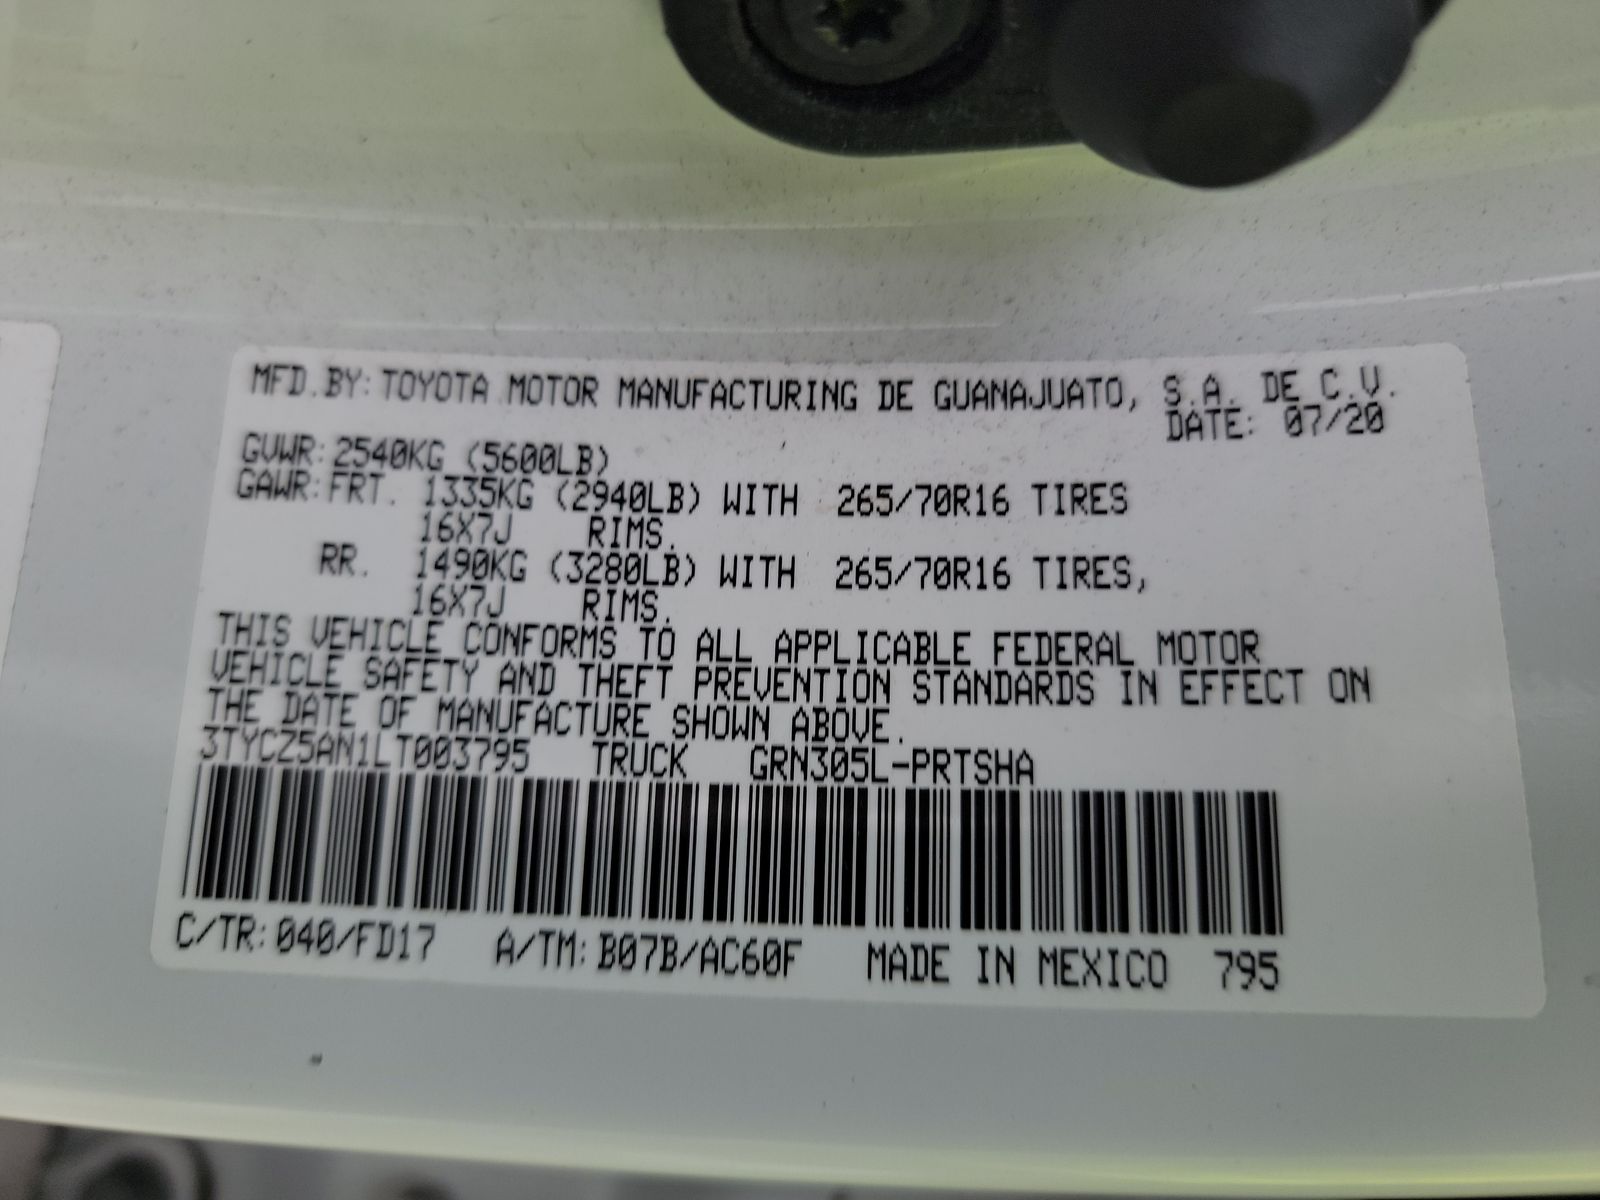 MFD.BY:TOYOTA MOTOR MANUFACTURING DE GUANAJUATO, S.A. DE C.V.
DATE: 07/20
GVWR:2540KG (5600LB)
GAWR:FRT. 1335KG (2940LB) WITH 265/70R16 TIRES
16X7J RIMS.
RR. 1490KG (3280LB) WITH 265/70R16 TIRES,
16X7J RIMS.
THIS VEHICLE CONFORMS TO ALL APPLICABLE FEDERAL MOTOR
VEHICLE SAFETY AND THEFT PREVENTION STANDARDS IN EFFECT ON
THE DATE OF MANUFACTURE SHOWN ABOVE.
3TYCZ5AN1LT003795 TRUCK GRN305L-PRTSHA
C/TR:040/FD17 A/TM:B07B/AC60F MADE IN MEXICO 795